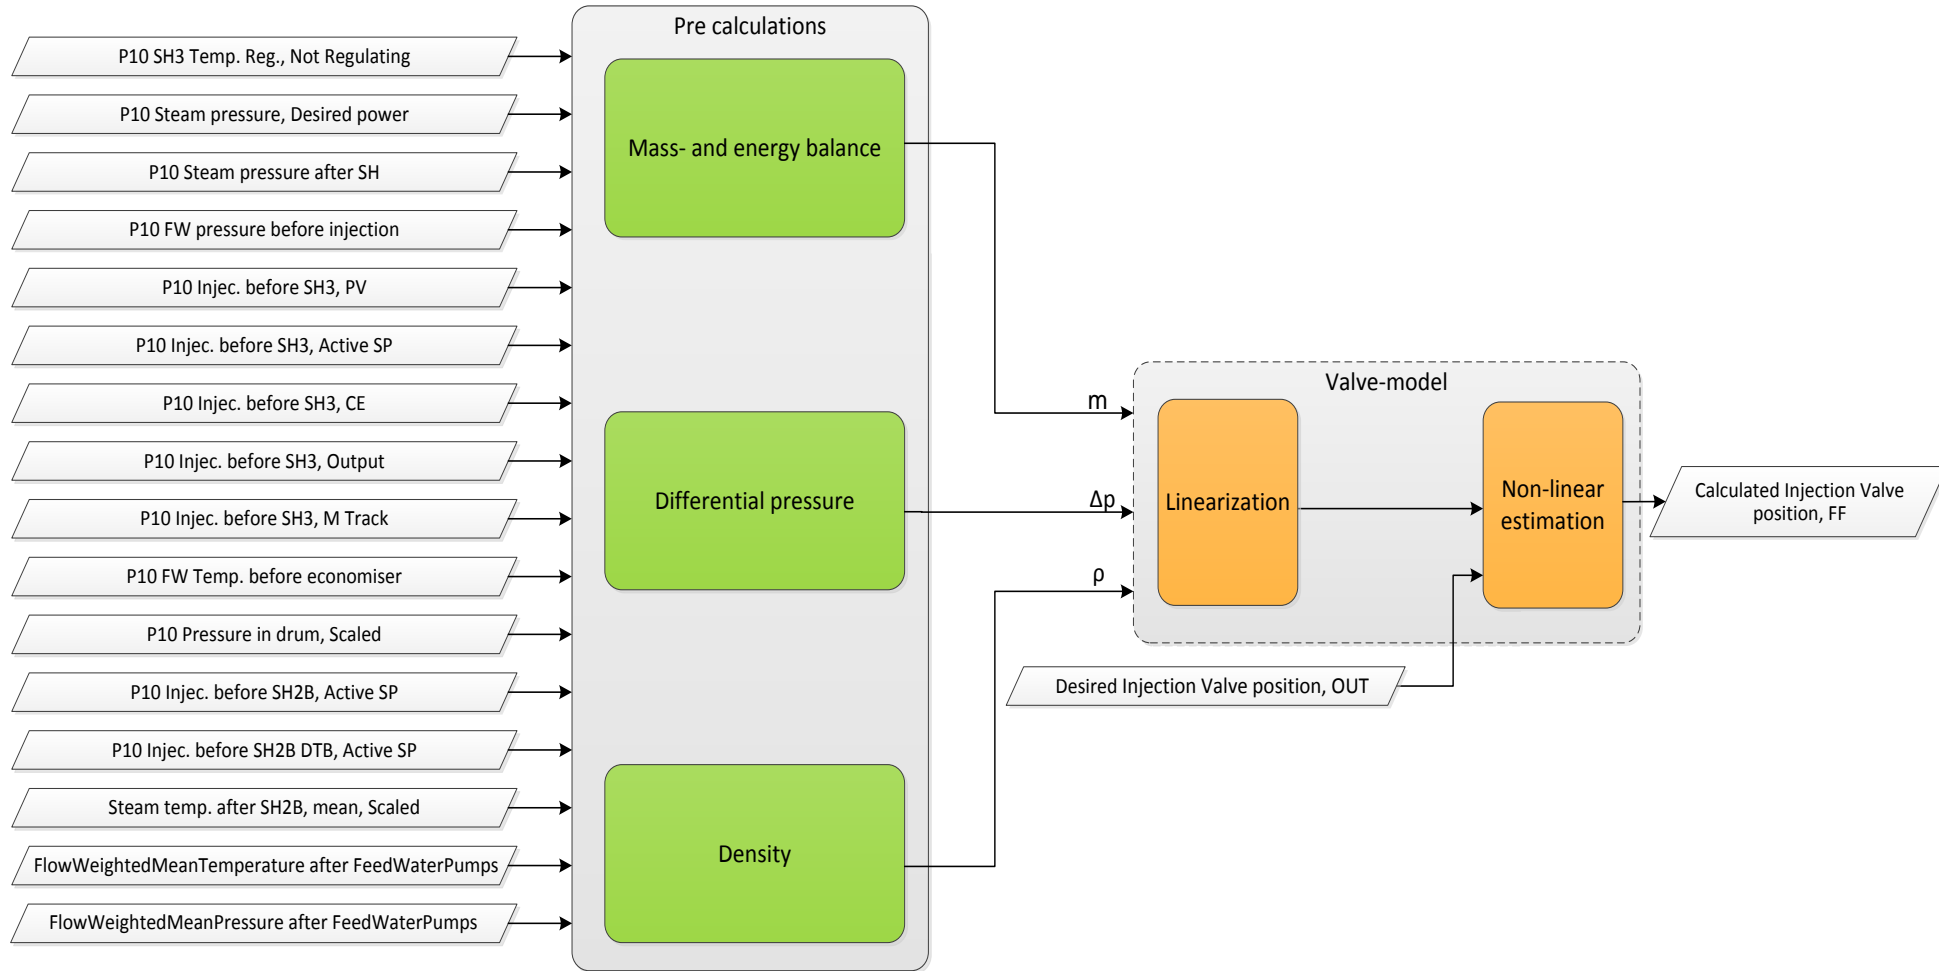 Pre calculations
P10 SH3 Temp. Reg., Not Regulating
P10 Steam pressure, Desired power
P10 Steam pressure after SH
P10 FW pressure before injection
P10 Injec. before SH3, PV
P10 Injec. before SH3, Active SP
P10 Injec. before SH3, CE
P10 Injec. before SH3, Output
P10 Injec. before SH3, M Track
P10 FW Temp. before economiser
P10 Pressure in drum, Scaled
P10 Injec. before SH2B, Active SP
P10 Injec. before SH2B DTB, Active SP
Steam temp. after SH2B, mean, Scaled
FlowWeightedMeanTemperature after FeedWaterPumps
FlowWeightedMeanPressure after FeedWaterPumps
Mass- and energy balance
Differential pressure
Density
m
Δp
ρ
Valve-model
Linearization
Non-linear
estimation
Desired Injection Valve position, OUT
Calculated Injection Valve
position, FF